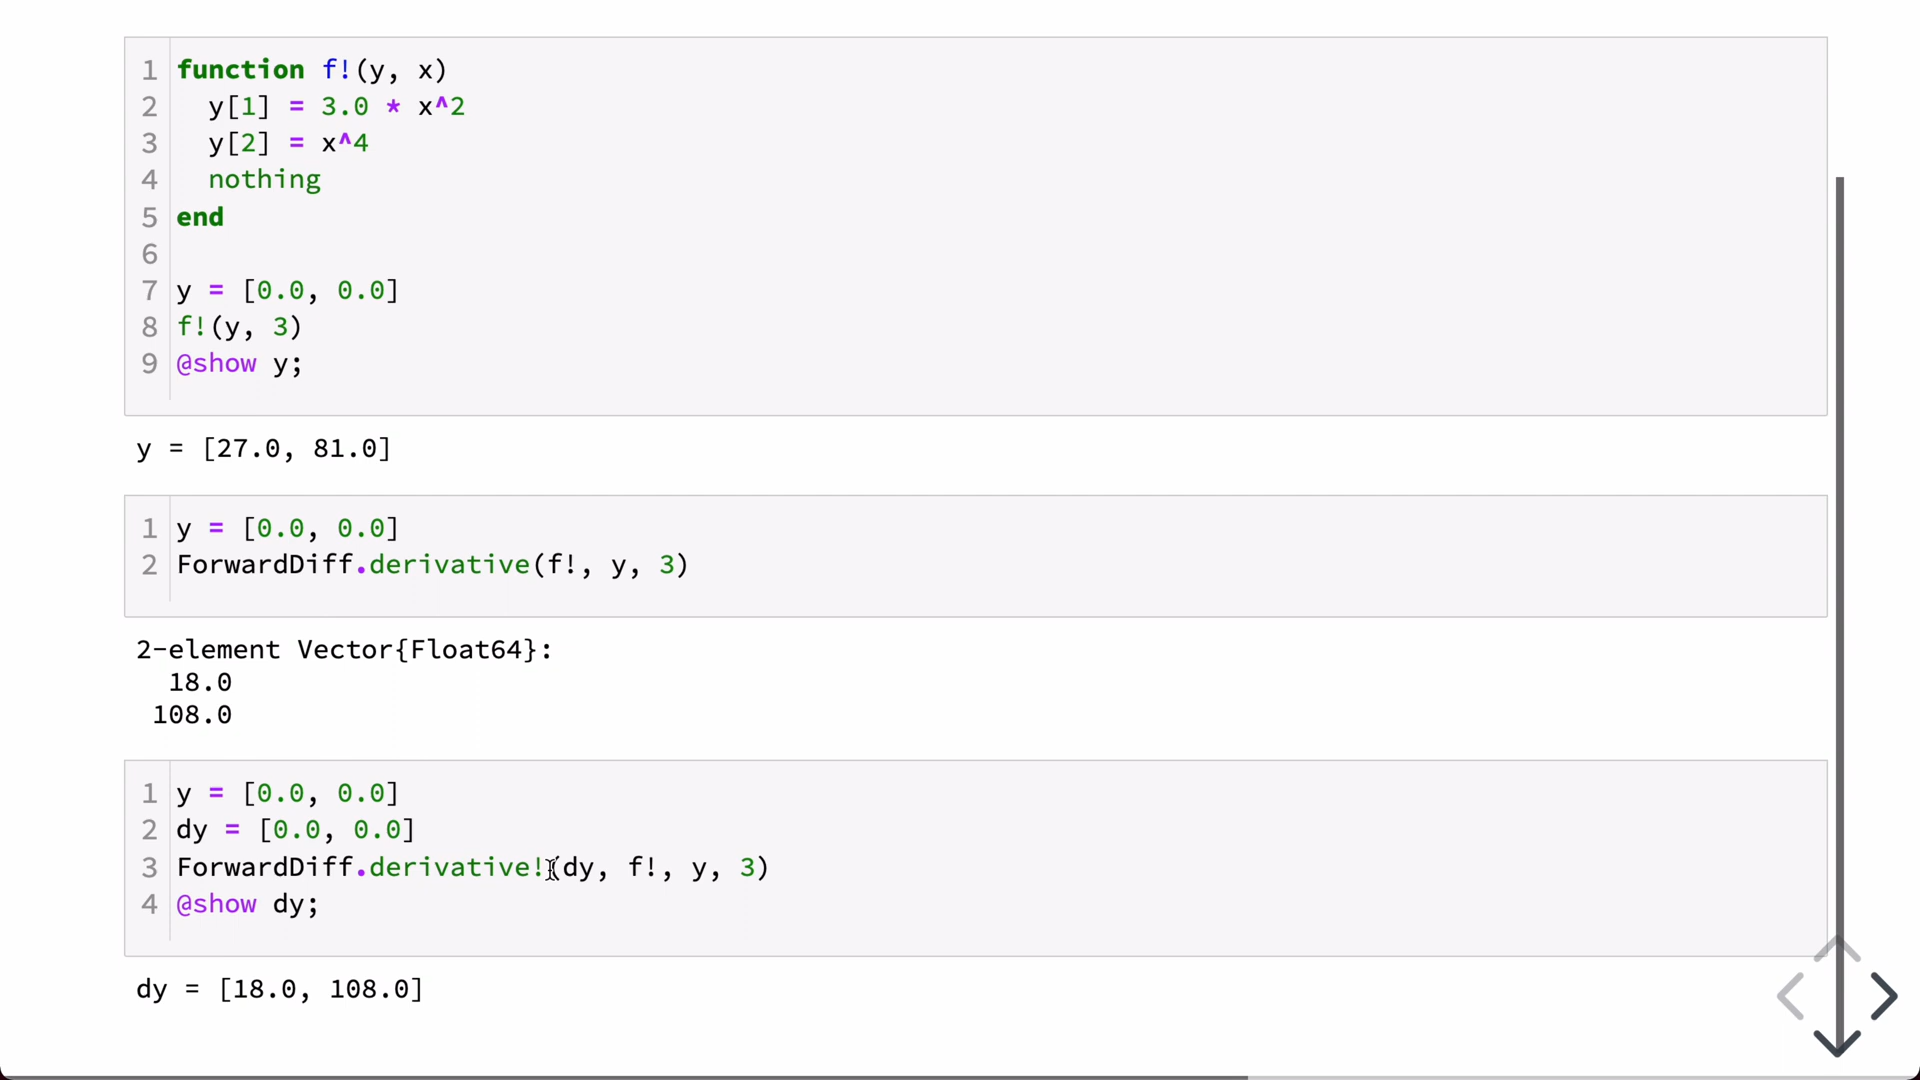 1 function f!(y, x)
2   y[1] = 3.0 * x^2
3   y[2] = x^4
4   nothing
5 end
6
7 y = [0.0, 0.0]
8 f!(y, 3)
9 @show y;
y = [27.0, 81.0]
1 y = [0.0, 0.0]
2 ForwardDiff.derivative(f!, y, 3)
2-element Vector{Float64}:
  18.0
 108.0
1 y = [0.0, 0.0]
2 dy = [0.0, 0.0]
3 ForwardDiff.derivative!(dy, f!, y, 3)
4 @show dy;
dy = [18.0, 108.0]